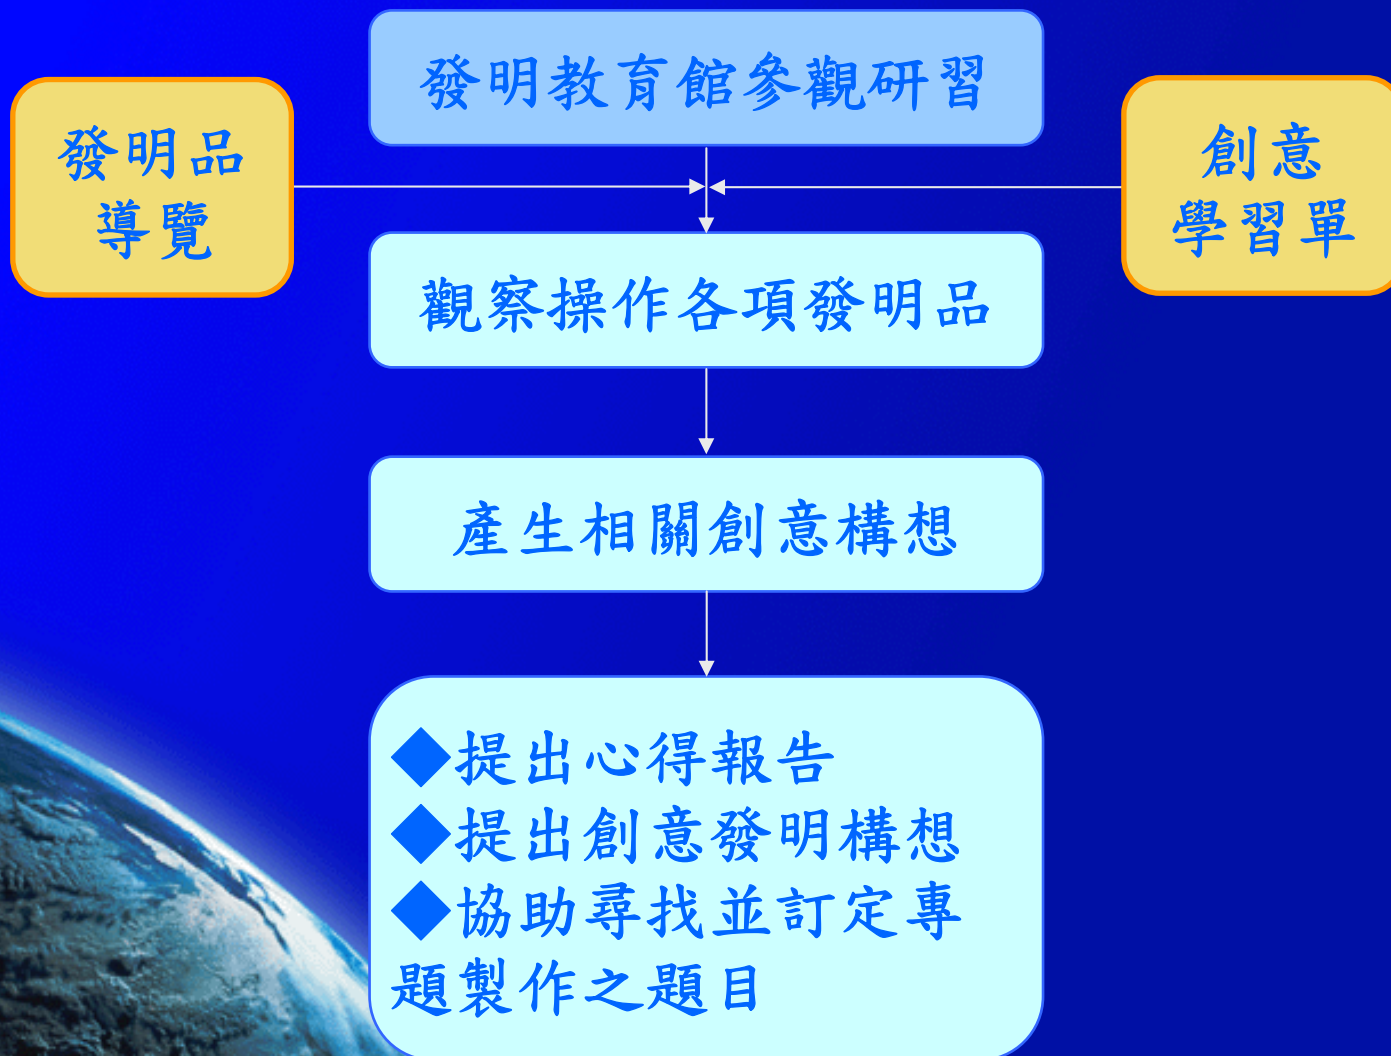 發明教育館參觀研習
發明品
導覽
創意
學習單
觀察操作各項發明品
產生相關創意構想
◆提出心得報告
◆提出創意發明構想
◆協助尋找並訂定專
題製作之題目